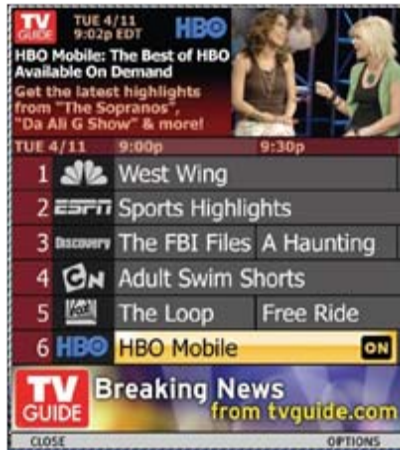 TV GUIDE
TUE 4/11
9:02p EDT
HBO
HBO Mobile: The Best of HBO
Available On Demand
Get the latest highlights
from "The Sopranos",
"Da Ali G Show" & more!
TUE 4/11 9:00p 9:30p
1 West Wing
2 ESPN Sports Highlights
3 Discovery The FBI Files A Haunting
4 CN Adult Swim Shorts
5 FOX The Loop Free Ride
6 HBO HBO Mobile ON
TV GUIDE
Breaking News
from tvguide.com
CLOSE OPTIONS